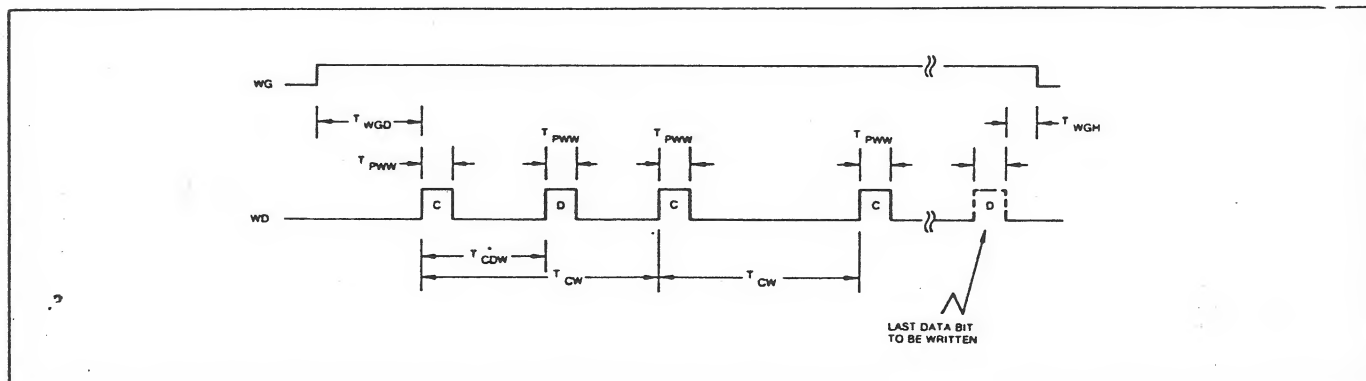 WG
T WGD
T WGH
T PWW
T PWW
T PWW
T PWW
WD
C
D
C
C
D
T CDW
T CW
T CW
LAST DATA BIT
TO BE WRITTEN